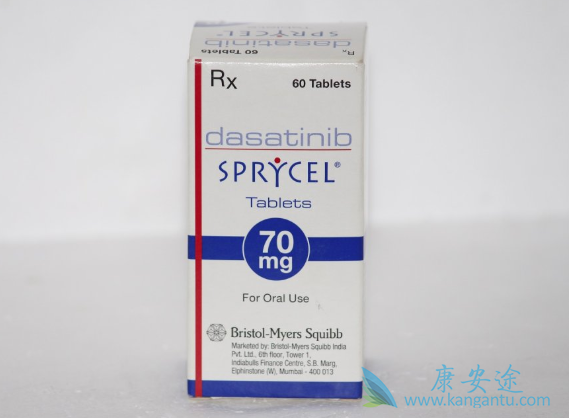 dasatinib
SPRYCEL®
60 Tablets
Rx
Rx
60 Tablets
dasatinib
SPRYCEL®
Tablets
70
mg
For Oral Use
Bristol-Myers Squibb
Marketed by: Bristol-Myers Squibb India
Pvt. Ltd., 6th floor, Tower 1,
Indiabulls Finance Centre, S.B. Marg,
Elphinstone (W), Mumbai - 400 013
康安途
www.kangantu.com